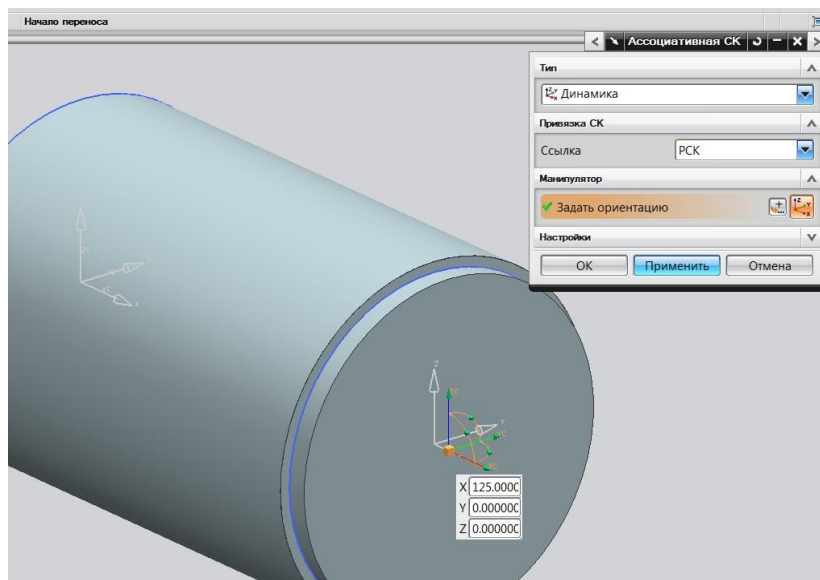 Начало переноса
Ассоциативная СК
Тип
Динамика
Привязка СК
Ссылка РСК
Манипулятор
Задать ориентацию
Настройки
ОК Применить Отмена
Z
Y
X 125.0000
Y 0.000000
Z 0.000000